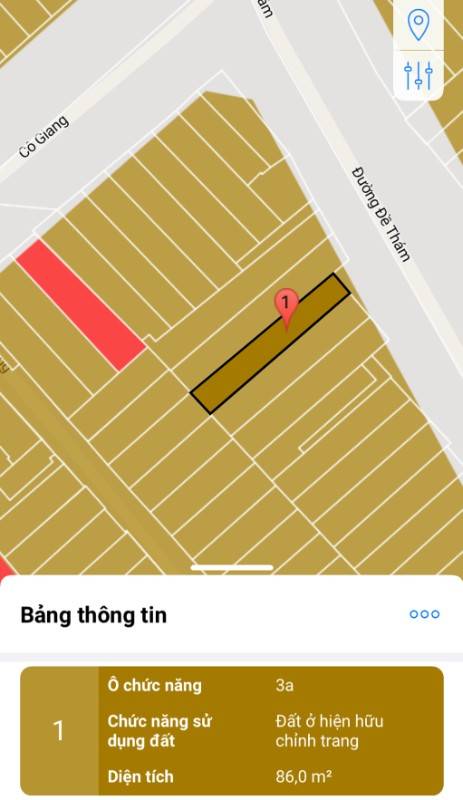 ám
Cô Giang
Đường Đề Thám
1
Bảng thông tin
1
Ô chức năng
3a
Chức năng sử
dụng đất
Đất ở hiện hữu
chỉnh trang
Diện tích
86,0 m²